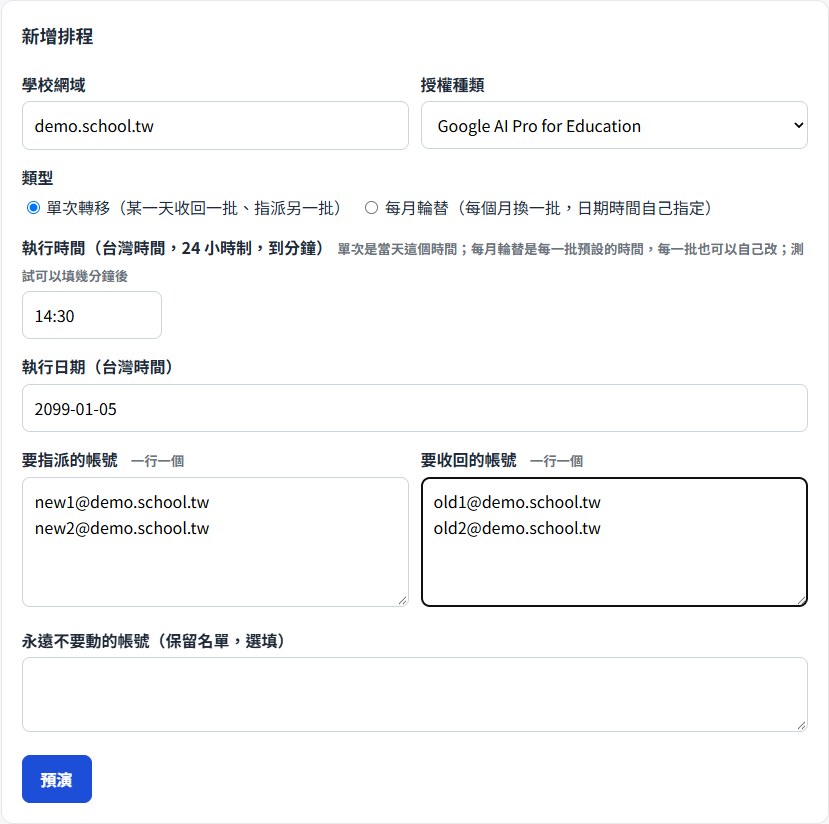 新增排程
學校網域
授權種類
demo.school.tw
Google AI Pro for Education
類型
單次轉移（某一天收回一批、指派另一批）
每月輪替（每個月換一批，日期時間自己指定）
執行時間（台灣時間，24 小時制，到分鐘） 單次是當天這個時間；每月輪替是每一批預設的時間，每一批也可以自己改；測
試可以填幾分鐘後
14:30
執行日期（台灣時間）
2099-01-05
要指派的帳號 一行一個
要收回的帳號 一行一個
new1@demo.school.tw
new2@demo.school.tw
old1@demo.school.tw
old2@demo.school.tw
永遠不要動的帳號（保留名單，選填）
預演